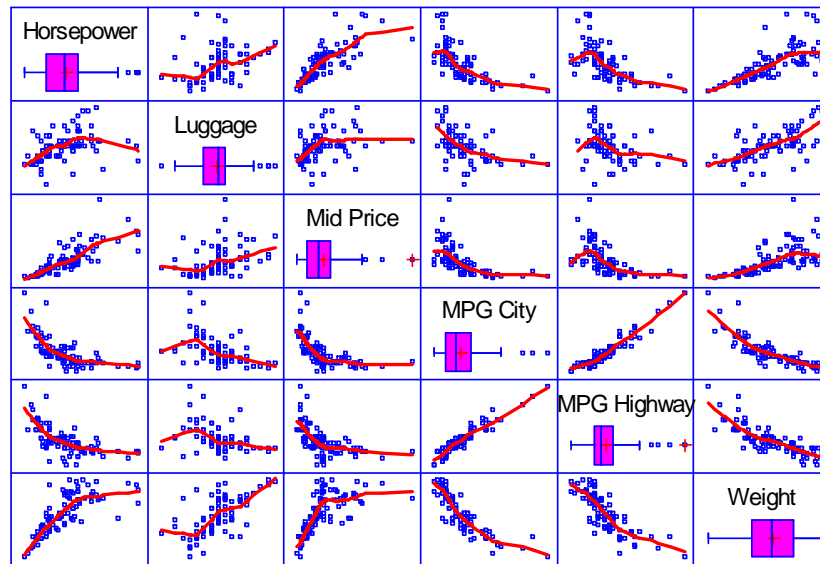 Horsepower
Luggage
Mid Price
MPG City
MPG Highway
Weight